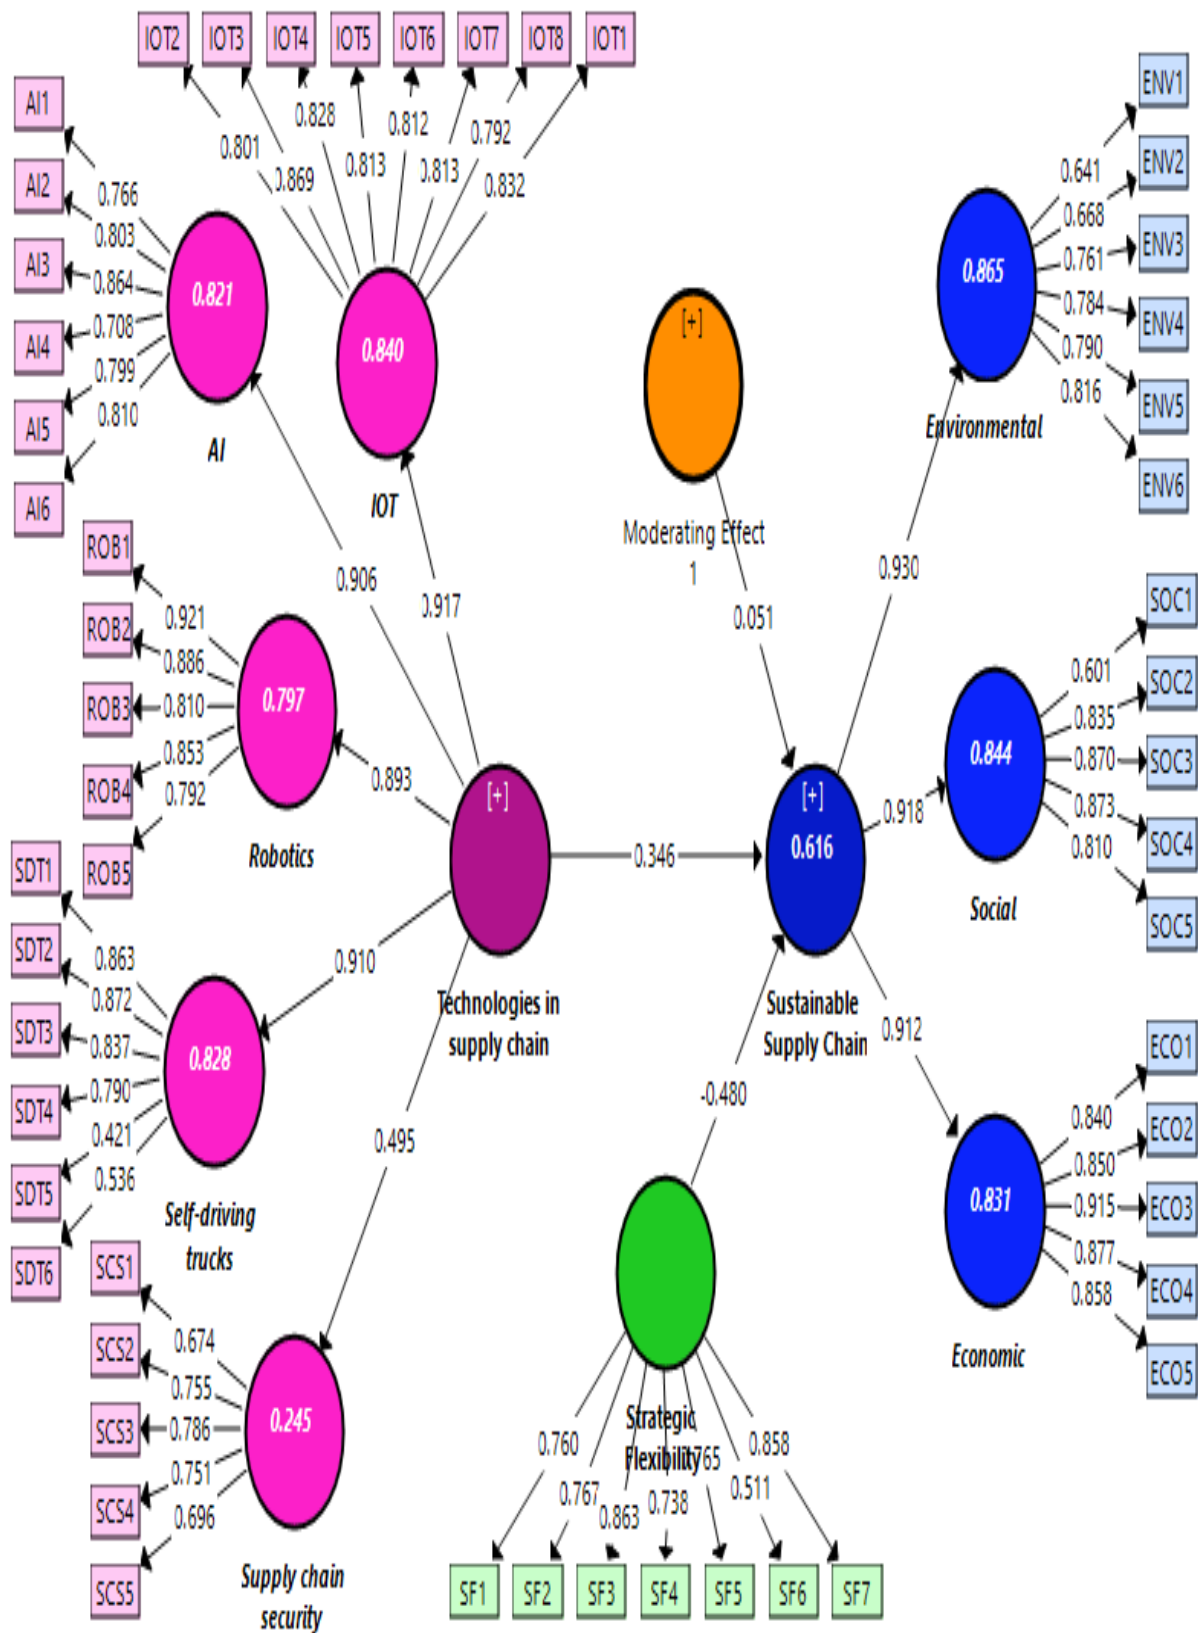 IOT2 IOT3 IOT4 IOT5 IOT6 IOT7 IOT8 IOT1
0.801 0.869 0.828 0.813 0.812 0.813 0.792 0.832
AI1
AI2
AI3
AI4
AI5
AI6
0.766
0.803
0.864
0.708
0.799
0.810
0.821
AI
0.840
IOT
[+]
Moderating Effect
1
ENV1
ENV2
ENV3
ENV4
ENV5
ENV6
0.641
0.668
0.761
0.784
0.790
0.816
0.865
Environmental
0.906
0.917
0.051
0.930
ROB1
ROB2
ROB3
ROB4
ROB5
0.921
0.886
0.810
0.853
0.792
0.797
Robotics
0.893
[+]
Technologies in
supply chain
0.346
[+]
0.616
Sustainable
Supply Chain
0.918
SOC1
SOC2
SOC3
SOC4
SOC5
0.601
0.835
0.870
0.873
0.810
0.844
Social
SDT1
SDT2
SDT3
SDT4
SDT5
SDT6
0.863
0.872
0.837
0.790
0.421
0.536
0.828
Self-driving
trucks
0.910
0.495
-0.480
0.912
ECO1
ECO2
ECO3
ECO4
ECO5
0.840
0.850
0.915
0.877
0.858
0.831
Economic
SCS1
SCS2
SCS3
SCS4
SCS5
0.674
0.755
0.786
0.751
0.696
0.245
Supply chain
security
Strategic
Flexibility
0.760 0.767 0.863 0.738 0.511 0.858
SF1 SF2 SF3 SF4 SF5 SF6 SF7